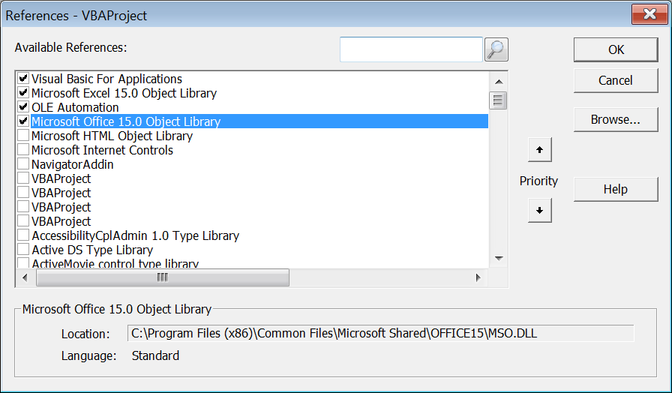 References - VBAProject
Available References:
OK
Visual Basic For Applications
Microsoft Excel 15.0 Object Library
OLE Automation
Microsoft Office 15.0 Object Library
Microsoft HTML Object Library
Microsoft Internet Controls
NavigatorAddin
VBAProject
VBAProject
VBAProject
AccessibilityCplAdmin 1.0 Type Library
Active DS Type Library
ActiveMovie control type library
Cancel
Browse...
Priority
Help
Microsoft Office 15.0 Object Library
Location: C:\Program Files (x86)\Common Files\Microsoft Shared\OFFICE15\MSO.DLL
Language: Standard